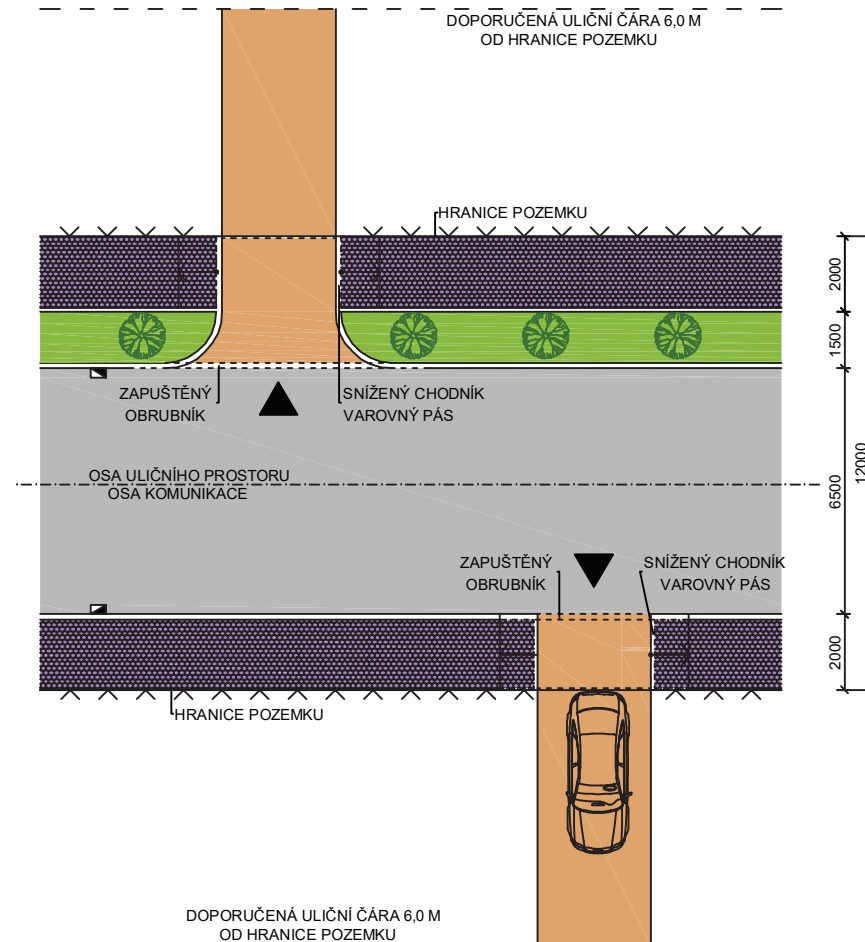 DOPORUČENÁ ULIČNÍ ČÁRA 6,0 M
OD HRANICE POZEMKU
HRANICE POZEMKU
2000
1500
ZAPUŠTĚNÝ
OBRUBNÍK
SNÍŽENÝ CHODNÍK
VAROVNÝ PÁS
OSA ULIČNÍHO PROSTORU
OSA KOMUNIKACE
6500
12000
ZAPUŠTĚNÝ
OBRUBNÍK
SNÍŽENÝ CHODNÍK
VAROVNÝ PÁS
2000
HRANICE POZEMKU
DOPORUČENÁ ULIČNÍ ČÁRA 6,0 M
OD HRANICE POZEMKU